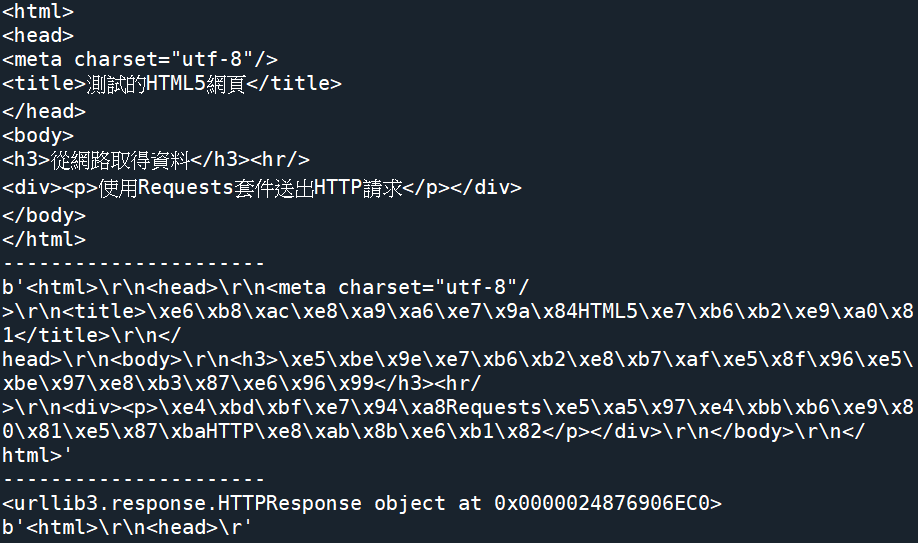 <html>
<head>
<meta charset="utf-8"/>
<title>測試的HTML5網頁</title>
</head>
<body>
<h3>從網路取得資料</h3><hr/>
<div><p>使用Requests套件送出HTTP請求</p></div>
</body>
</html>
----------------------
b'<html>\r\n<head>\r\n<meta charset="utf-8"/
>\r\n<title>\xe6\xb8\xac\xe8\xa9\xa6\xe7\x9a\x84HTML5\xe7\xb6\xb2\xe9\xa0\x8
1</title>\r\n</
head>\r\n<body>\r\n<h3>\xe5\xbe\x9e\xe7\xb6\xb2\xe8\xb7\xaf\xe5\x8f\x96\xe5\
xbe\x97\xe8\xb3\x87\xe6\x96\x99</h3><hr/
>\r\n<div><p>\xe4\xbd\xbf\xe7\x94\xa8Requests\xe5\xa5\x97\xe4\xbb\xb6\xe9\x8
0\x81\xe5\x87\xbaHTTP\xe8\xab\x8b\xe6\xb1\x82</p></div>\r\n</body>\r\n</
html>'
----------------------
<urllib3.response.HTTPResponse object at 0x0000024876906EC0>
b'<html>\r\n<head>\r'